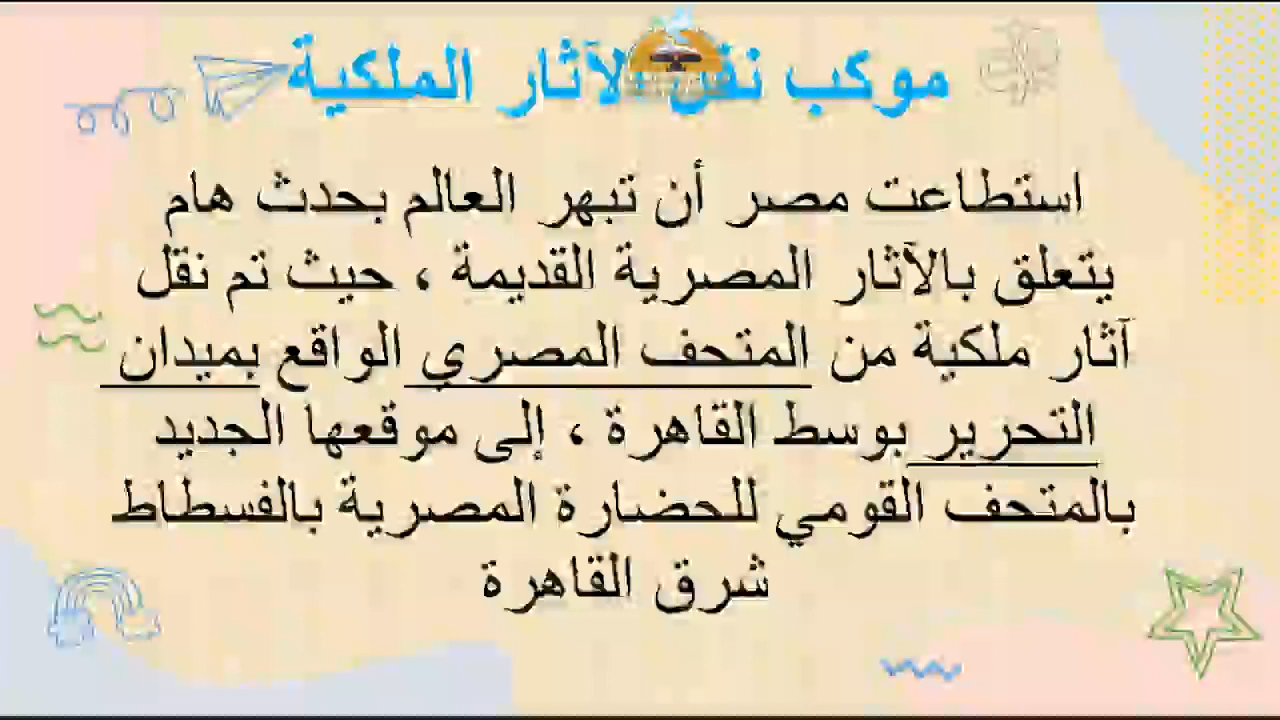 موكب نقل الآثار الملكية
استطاعت مصر أن تبهر العالم بحدث هام
يتعلق بالآثار المصرية القديمة ، حيث تم نقل
آثار ملكية من المتحف المصري الواقع بميدان
التحرير بوسط القاهرة ، إلى موقعها الجديد
بالمتحف القومي للحضارة المصرية بالفسطاط
شرق القاهرة